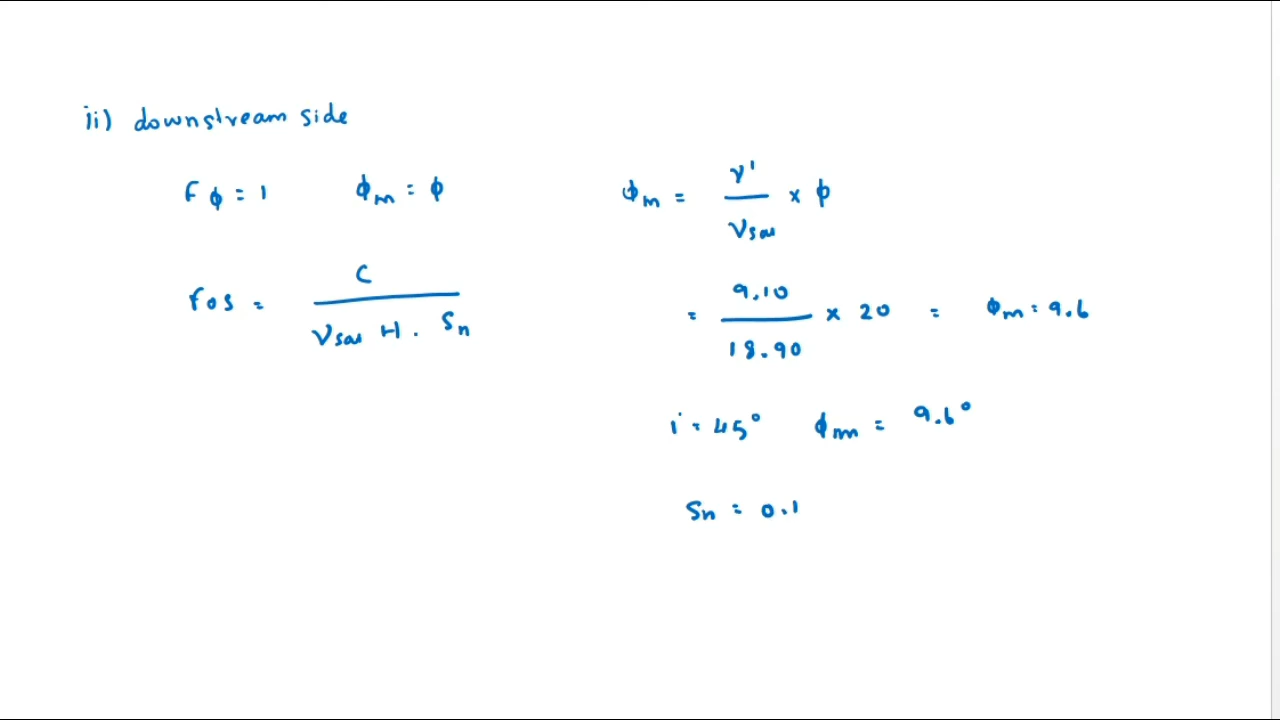 ii) downstream side
Fϕ = 1 ϕm = ϕ
FOS = C / γsat H . Sn
ϕm = γ' / γsat × ϕ
= 9.10 / 18.90 × 20 = ϕm = 9.6
i = 45° ϕm = 9.6°
Sn = 0.1